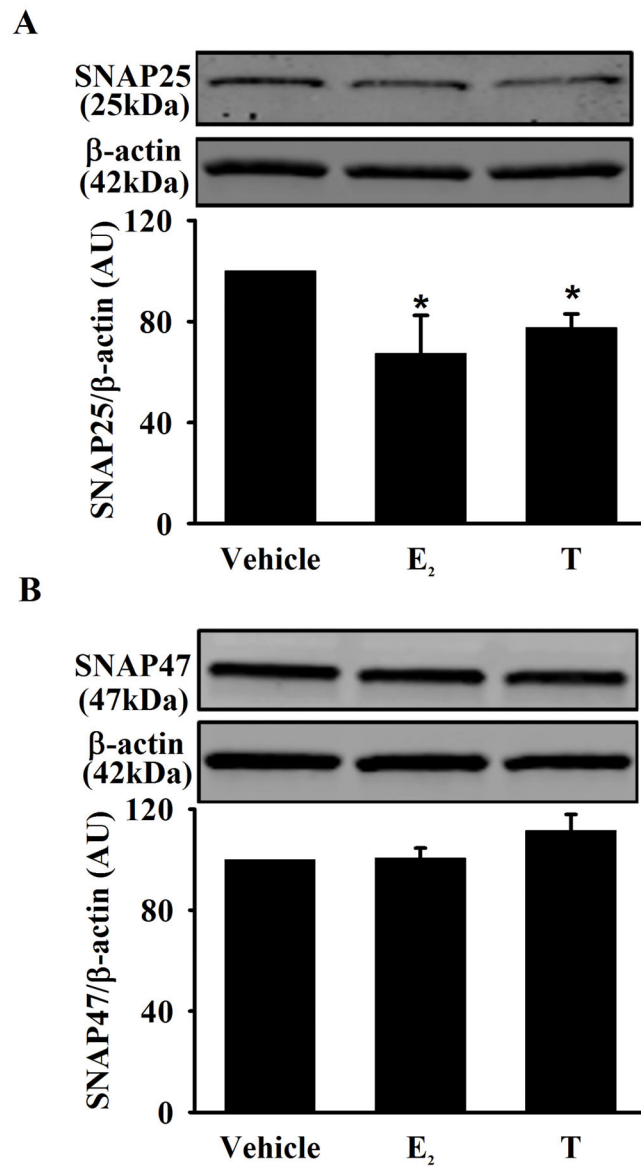 A
SNAP25
(25kDa)
β-actin
(42kDa)
SNAP25/β-actin (AU)
120
80
40
0
*
*
Vehicle
E₂
T
B
SNAP47
(47kDa)
β-actin
(42kDa)
SNAP47/β-actin (AU)
120
80
40
0
Vehicle
E₂
T